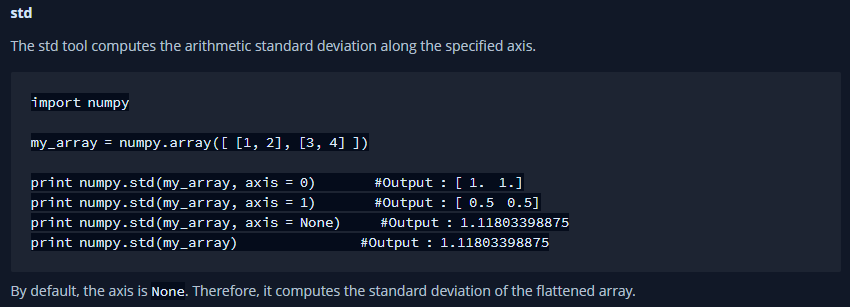 std
The std tool computes the arithmetic standard deviation along the specified axis.
import numpy
my_array = numpy.array([ [1, 2], [3, 4] ])
print numpy.std(my_array, axis = 0)        #Output : [ 1.  1.]
print numpy.std(my_array, axis = 1)        #Output : [ 0.5  0.5]
print numpy.std(my_array, axis = None)     #Output : 1.11803398875
print numpy.std(my_array)                  #Output : 1.11803398875
By default, the axis is None. Therefore, it computes the standard deviation of the flattened array.